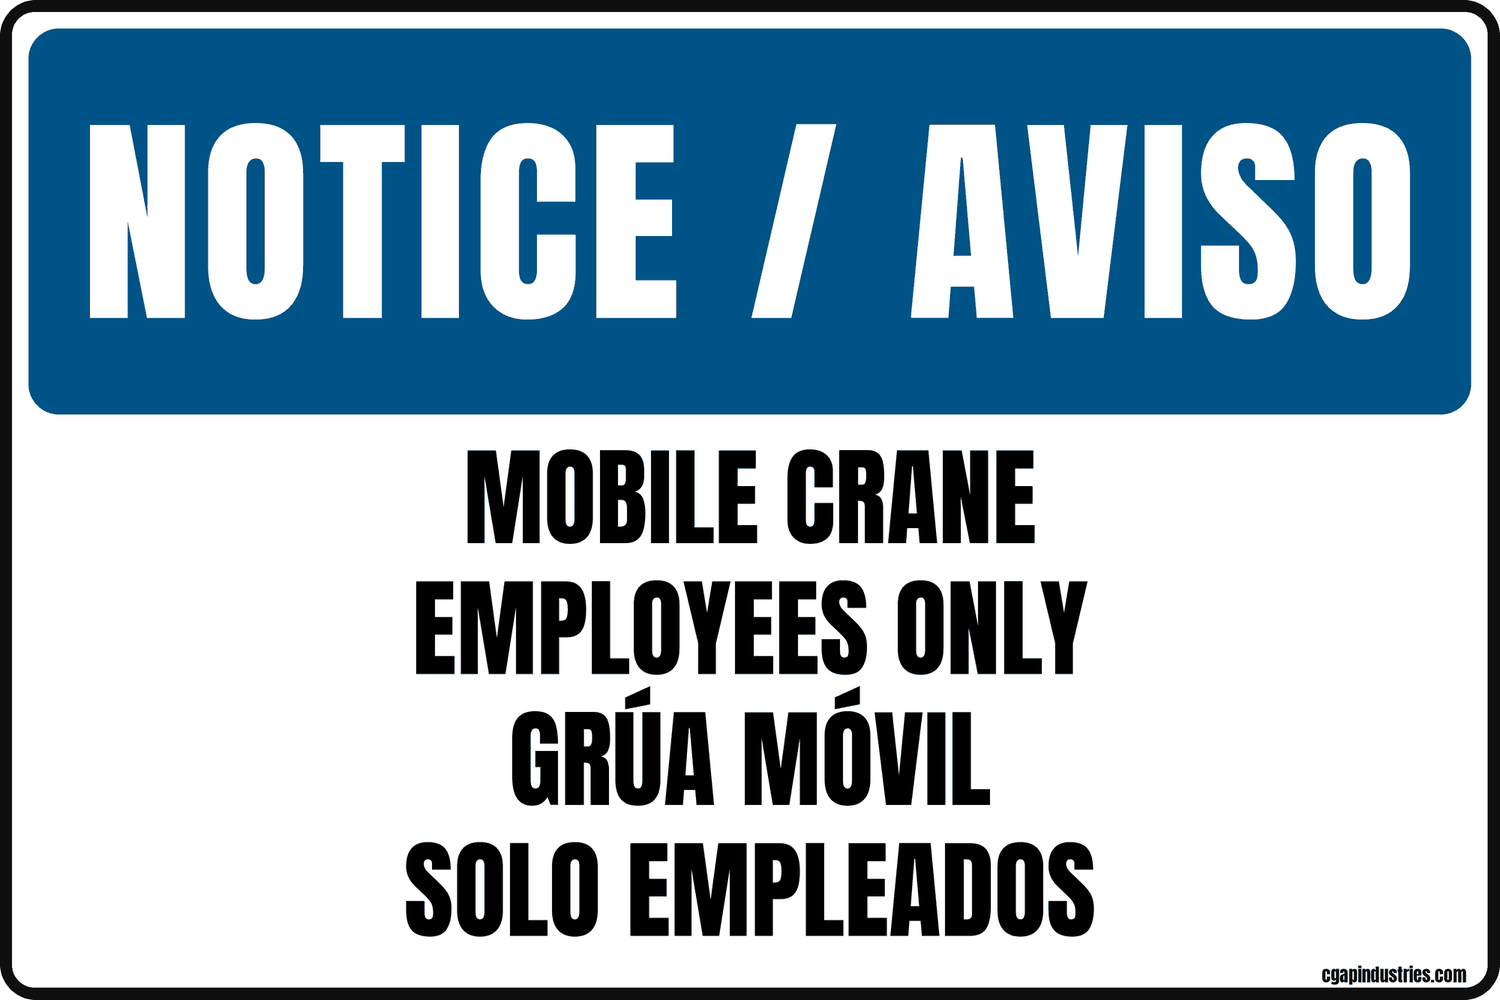 NOTICE / AVISO
MOBILE CRANE
EMPLOYEES ONLY
GRÚA MÓVIL
SOLO EMPLEADOS
cgapindustries.com